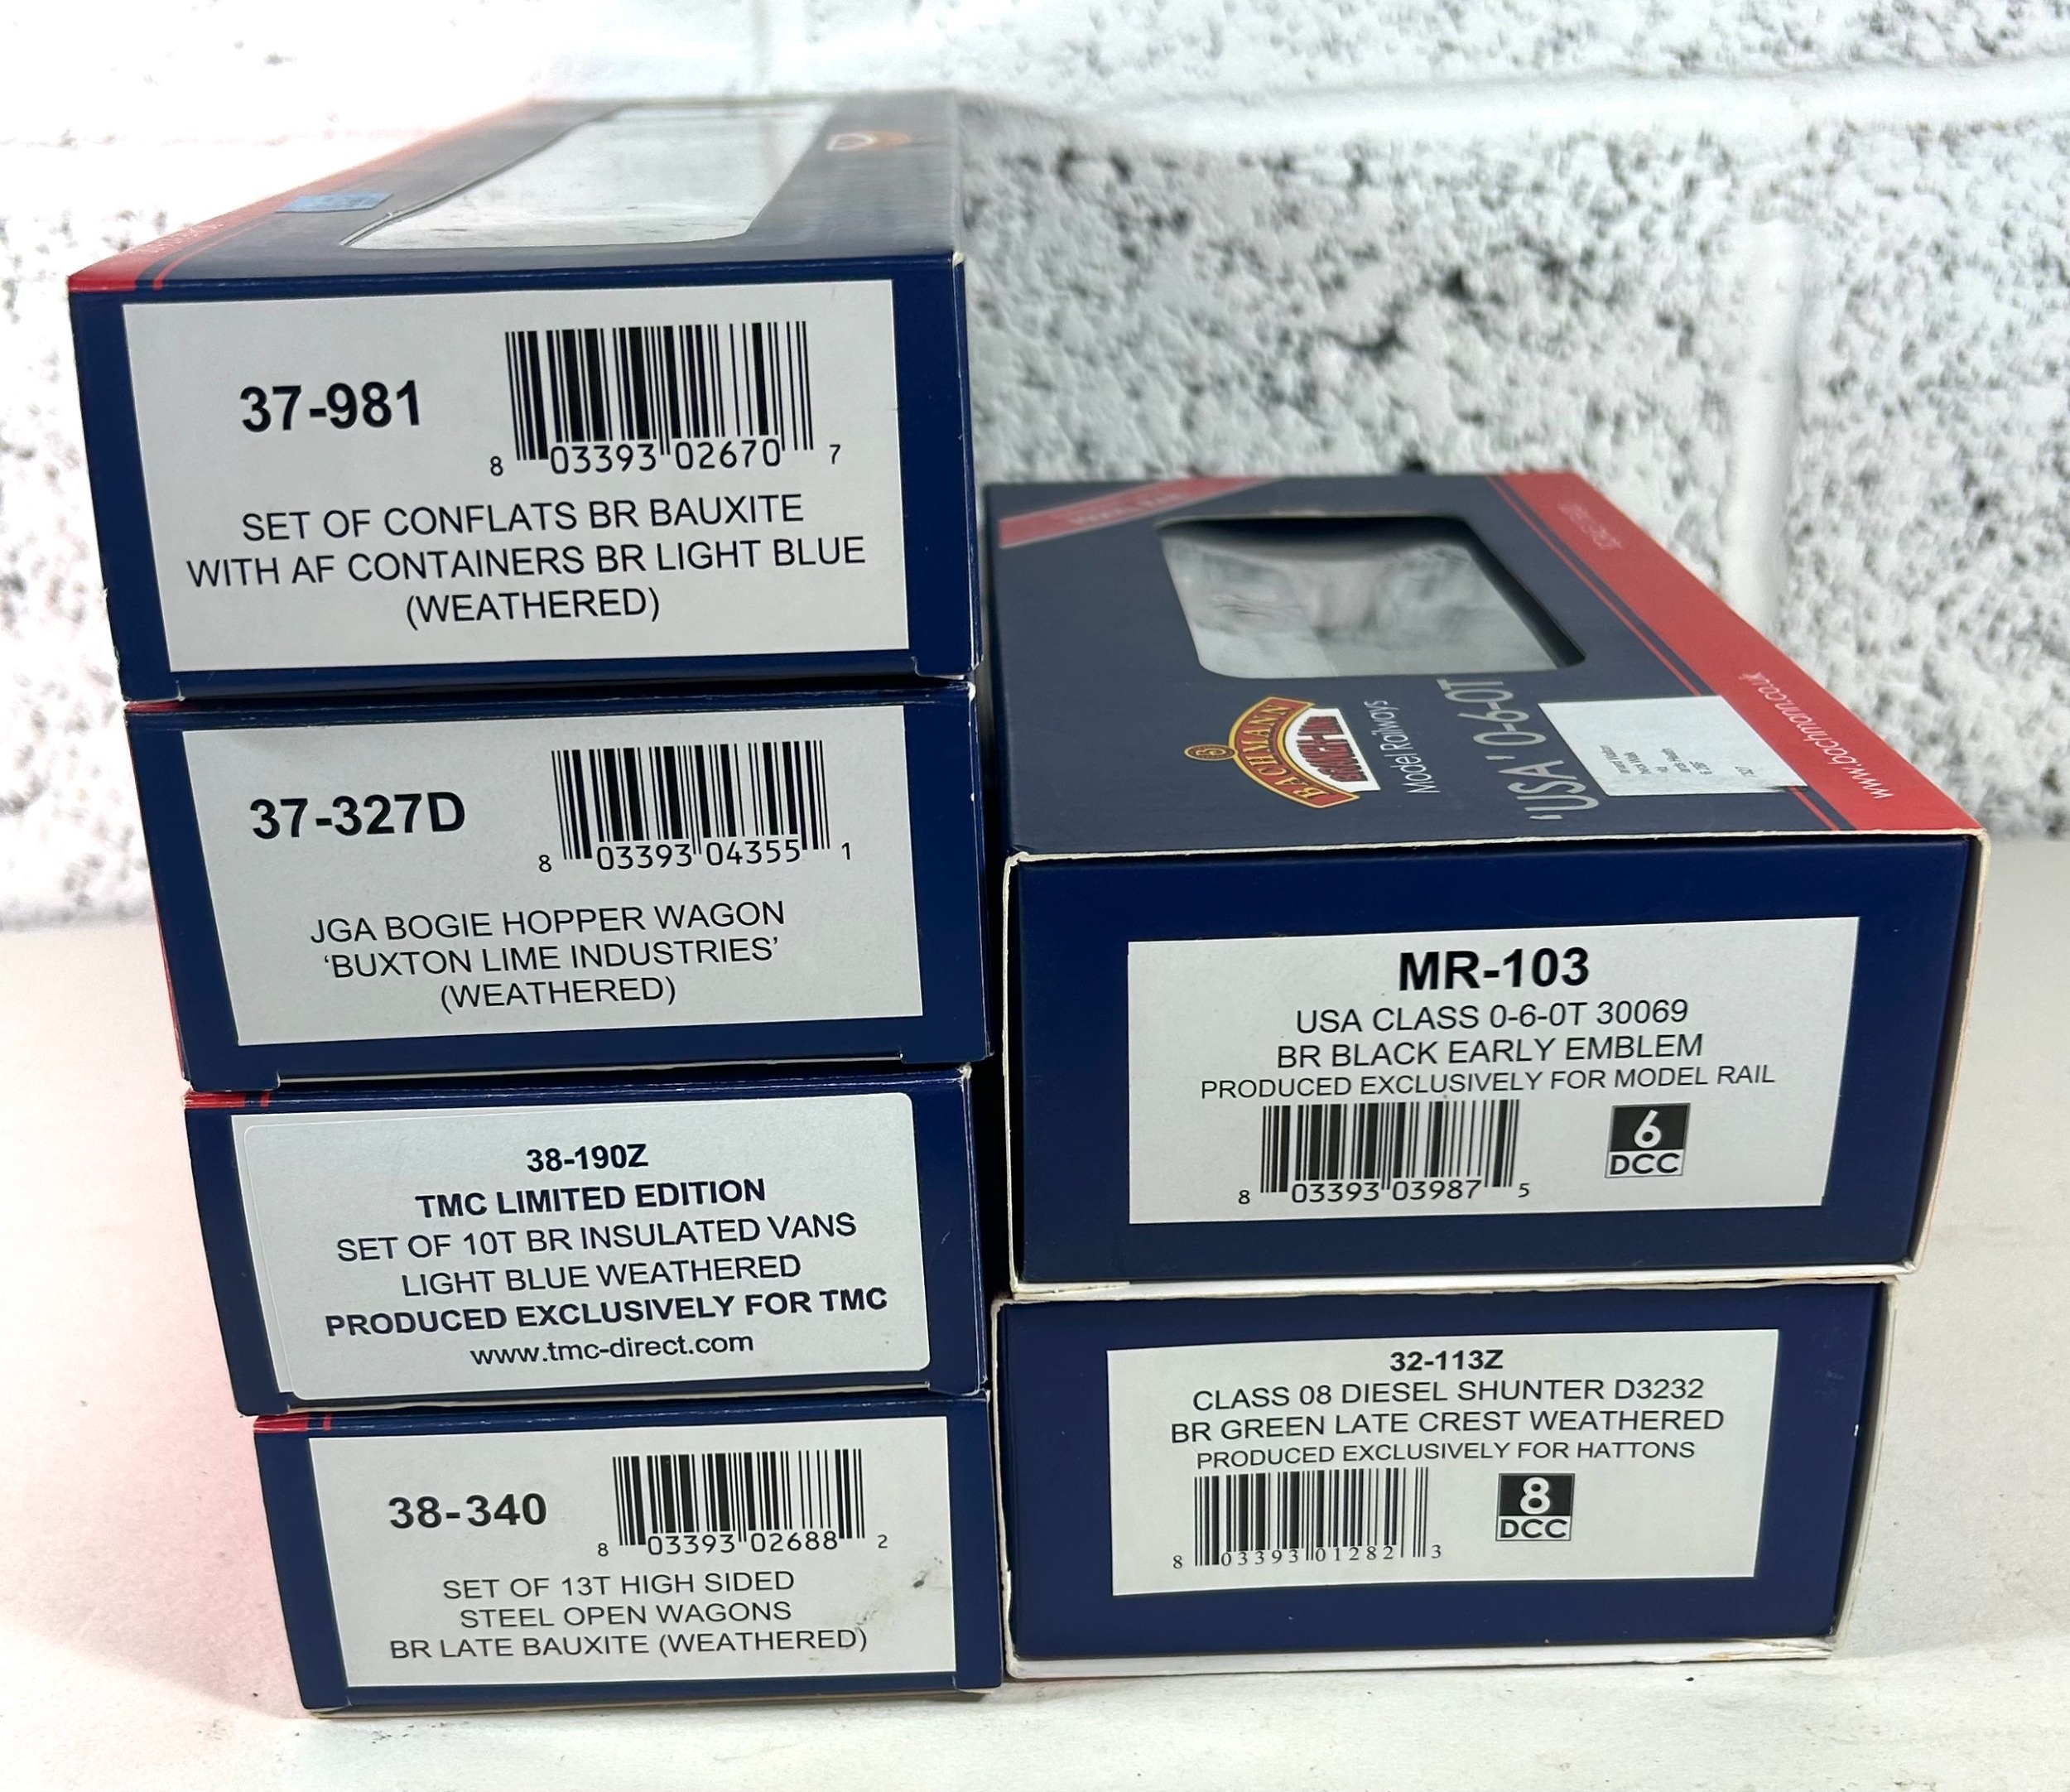 37-981
8 03393 02670 7
SET OF CONFLATS BR BAUXITE
WITH AF CONTAINERS BR LIGHT BLUE
(WEATHERED)
37-327D
8 03393 04355 1
JGA BOGIE HOPPER WAGON
‘BUXTON LIME INDUSTRIES’
(WEATHERED)
38-190Z
TMC LIMITED EDITION
SET OF 10T BR INSULATED VANS
LIGHT BLUE WEATHERED
PRODUCED EXCLUSIVELY FOR TMC
www.tmc-direct.com
38-340
8 03393 02688 2
SET OF 13T HIGH SIDED
STEEL OPEN WAGONS
BR LATE BAUXITE (WEATHERED)
BACHMANN
Model Railways
'USA' 0-6-0T
www.bachmann.co.uk
MR-103
USA CLASS 0-6-0T 30069
BR BLACK EARLY EMBLEM
PRODUCED EXCLUSIVELY FOR MODEL RAIL
8 03393 03987 5
6
DCC
32-113Z
CLASS 08 DIESEL SHUNTER D3232
BR GREEN LATE CREST WEATHERED
PRODUCED EXCLUSIVELY FOR HATTONS
8 03393 01282 3
8
DCC